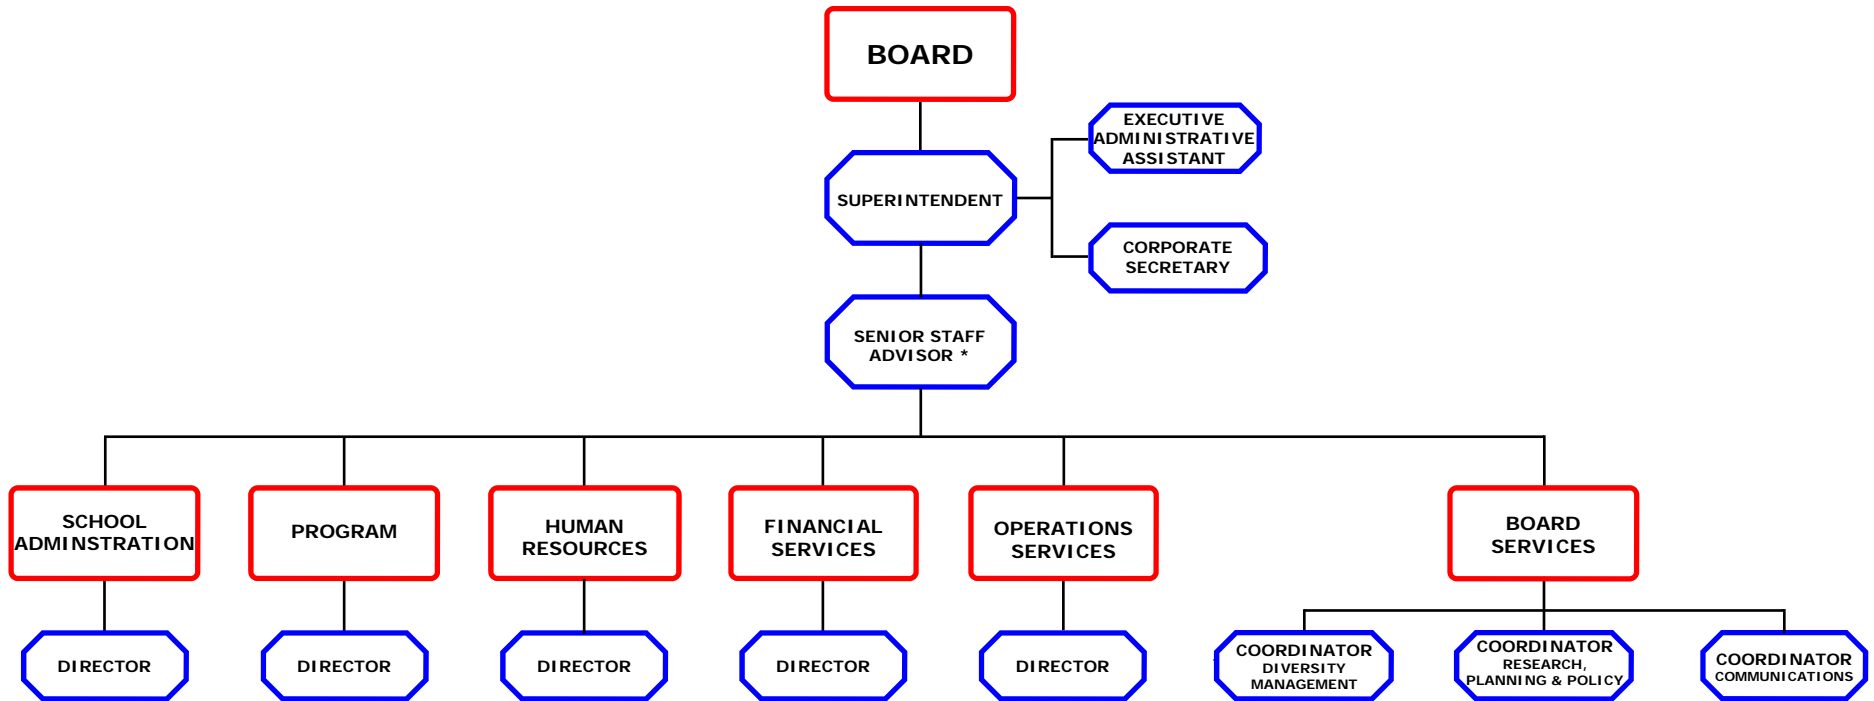 BOARD
EXECUTIVE
ADMINISTRATIVE
ASSISTANT
SUPERINTENDENT
CORPORATE
SECRETARY
SENIOR STAFF
ADVISOR *
SCHOOL
ADMINSTRATION
PROGRAM
HUMAN
RESOURCES
FINANCIAL
SERVICES
OPERATIONS
SERVICES
BOARD
SERVICES
DIRECTOR
DIRECTOR
DIRECTOR
DIRECTOR
DIRECTOR
COORDINATOR
DIVERSITY
MANAGEMENT
COORDINATOR
RESEARCH,
PLANNING & POLICY
COORDINATOR
COMMUNICATIONS